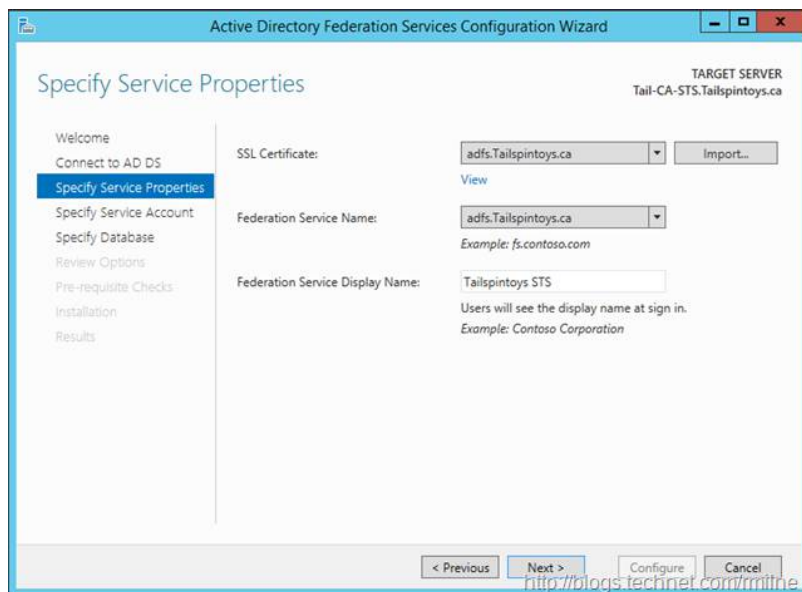 Active Directory Federation Services Configuration Wizard
Specify Service Properties
TARGET SERVER
Tail-CA-STS.Tailspintoys.ca
Welcome
Connect to AD DS
Specify Service Properties
Specify Service Account
Specify Database
Review Options
Pre-requisite Checks
Installation
Results
SSL Certificate:
adfs.Tailspintoys.ca
Import...
View
Federation Service Name:
adfs.Tailspintoys.ca
Example: fs.contoso.com
Federation Service Display Name:
Tailspintoys STS
Users will see the display name at sign in.
Example: Contoso Corporation
< Previous
Next >
Configure
Cancel
http://blogs.technet.com/rmilne